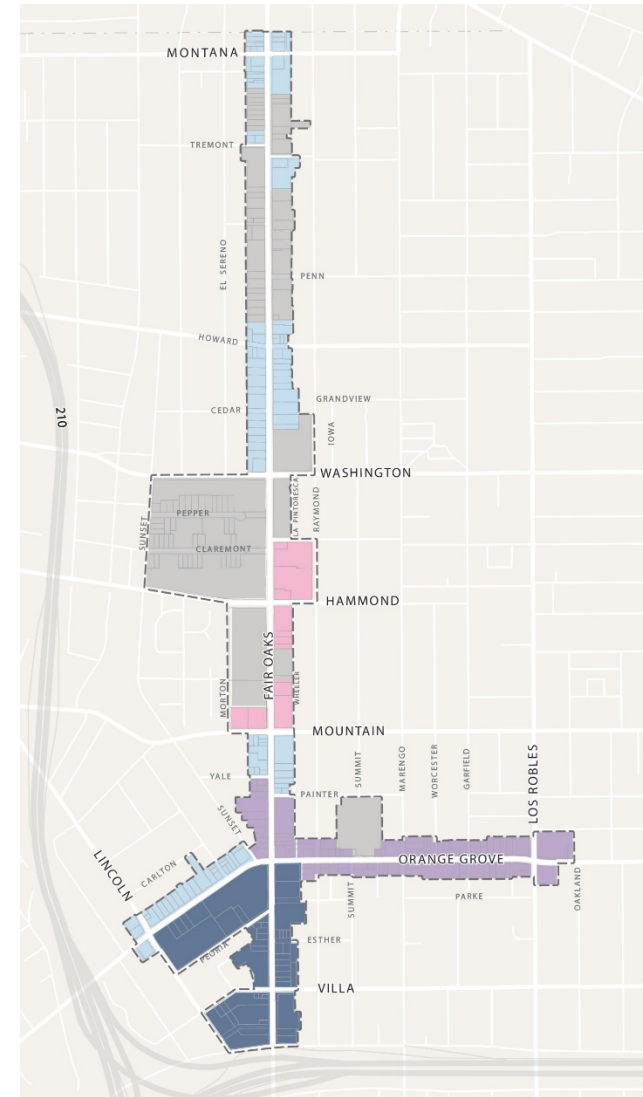 MONTANA
TREMONT
EL SERENO
PENN
HOWARD
210
CEDAR
GRANDVIEW
IOWA
WASHINGTON
LA PINTORESCA
RAYMOND
SUNSET
PEPPER
CLAREMONT
HAMMOND
FAIR OAKS
MORTON
WHEELER
MOUNTAIN
YALE
SUMMIT
MARENGO
WORCESTER
GARFIELD
LOS ROBLES
PAINTER
SUNSET
LINCOLN
CARLTON
ORANGE GROVE
SUMMIT
PARKE
OAKLAND
PEORIA
ESTHER
VILLA